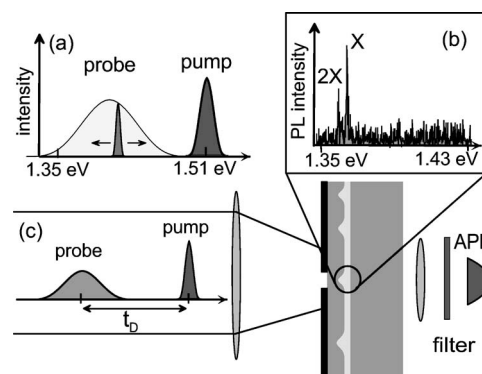 (a)
intensity
probe
pump
1.35 eV
1.51 eV
(b)
PL intensity
2X
X
1.35 eV
1.43 eV
(c)
probe
pump
t_D
APD
filter